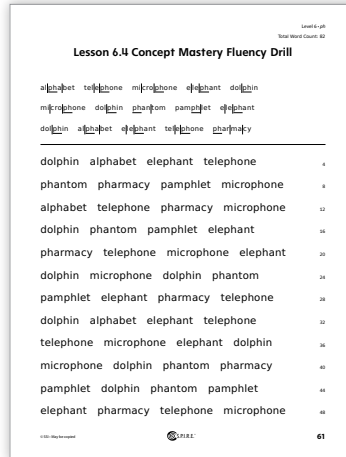 Level 6 • ph
Total Word Count: 82
Lesson 6.4 Concept Mastery Fluency Drill
alphabet telephone microphone elephant dolphin
microphone dolphin phantom pamphlet elephant
dolphin alphabet elephant telephone pharmacy
dolphin alphabet elephant telephone 4
phantom pharmacy pamphlet microphone 8
alphabet telephone pharmacy microphone 12
dolphin phantom pamphlet elephant 16
pharmacy telephone microphone elephant 20
dolphin microphone dolphin phantom 24
pamphlet elephant pharmacy telephone 28
dolphin alphabet elephant telephone 32
telephone microphone elephant dolphin 36
microphone dolphin phantom pharmacy 40
pamphlet dolphin phantom pamphlet 44
elephant pharmacy telephone microphone 48
May be copied
S.P.I.R.E. 61